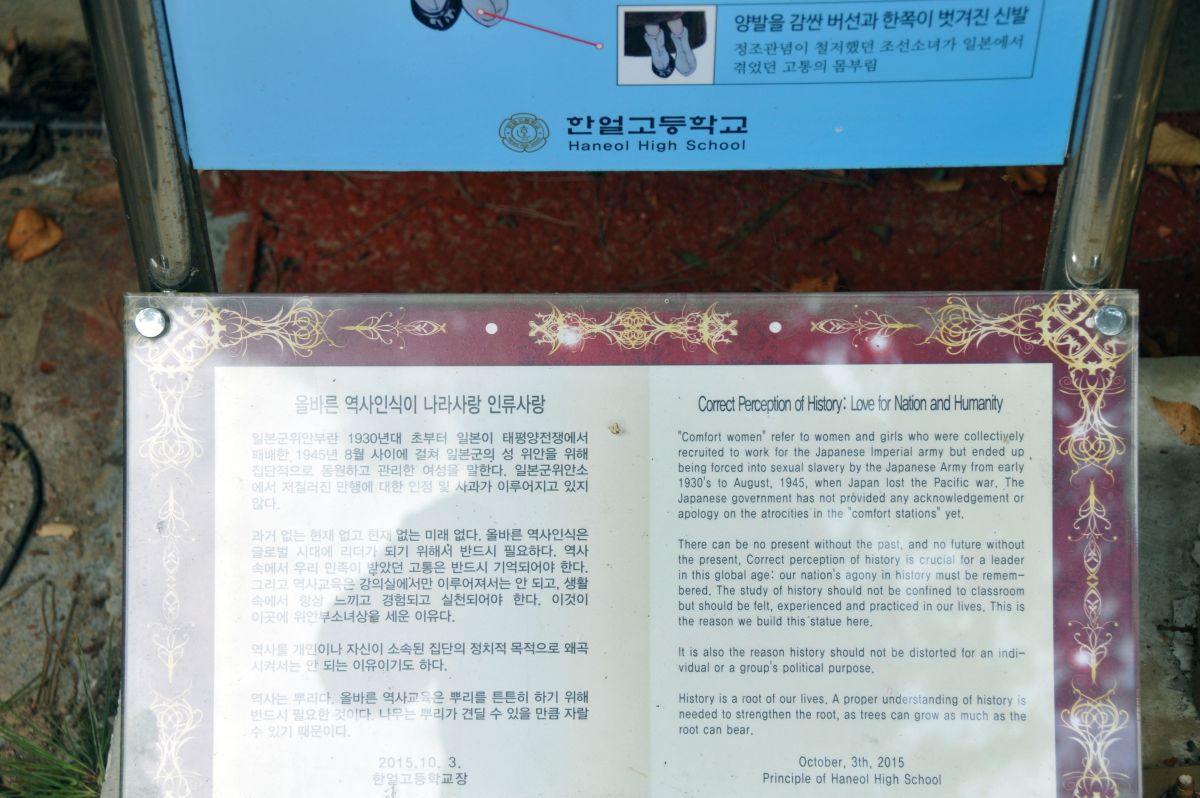 양발을 감싼 버선과 한쪽이 벗겨진 신발
정조관념이 철저했던 조선소녀가 일본에서
겪었던 고통의 몸부림
한얼고등학교
Haneol High School
올바른 역사인식이 나라사랑 인류사랑
일본군위안부란 1930년대 초부터 일본이 태평양전쟁에서
패배한 1945년 8월 사이에 걸쳐 일본군의 성 위안을 위해
집단적으로 동원하고 관리한 여성을 말한다. 일본군위안소
에서 저질러진 만행에 대한 인정 및 사과가 이루어지고 있지
않다.
과거 없는 현재 없고 현재 없는 미래 없다. 올바른 역사인식은
글로벌 시대에 리더가 되기 위해서 반드시 필요하다. 역사
속에서 우리 민족이 받았던 고통은 반드시 기억되어야 한다.
그리고 역사교육은 강의실에서만 이루어져서는 안 되고, 생활
속에서 항상 느끼고 경험되고 실천되어야 한다. 이것이
이곳에 위안부소녀상을 세운 이유다.
역사를 개인이나 자신이 소속된 집단의 정치적 목적으로 왜곡
시켜서는 안 되는 이유이기도 하다.
역사는 뿌리다. 올바른 역사교육은 뿌리를 튼튼히 하기 위해
반드시 필요한 것이다. 나무는 뿌리가 견딜 수 있을 만큼 자랄
수 있기 때문이다.
2015.10. 3.
한얼고등학교장
Correct Perception of History: Love for Nation and Humanity
"Comfort women" refer to women and girls who were collectively
recruited to work for the Japanese Imperial army but ended up
being forced into sexual slavery by the Japanese Army from early
1930's to August, 1945, when Japan lost the Pacific war. The
Japanese government has not provided any acknowledgement or
apology on the atrocities in the "comfort stations" yet.
There can be no present without the past, and no future without
the present. Correct perception of history is crucial for a leader
in this global age: our nation's agony in history must be remem-
bered. The study of history should not be confined to classroom
but should be felt, experienced and practiced in our lives. This is
the reason we build this statue here.
It is also the reason history should not be distorted for an indi-
vidual or a group's political purpose.
History is a root of our lives. A proper understanding of history is
needed to strengthen the root, as trees can grow as much as the
root can bear.
October, 3th, 2015
Principle of Haneol High School